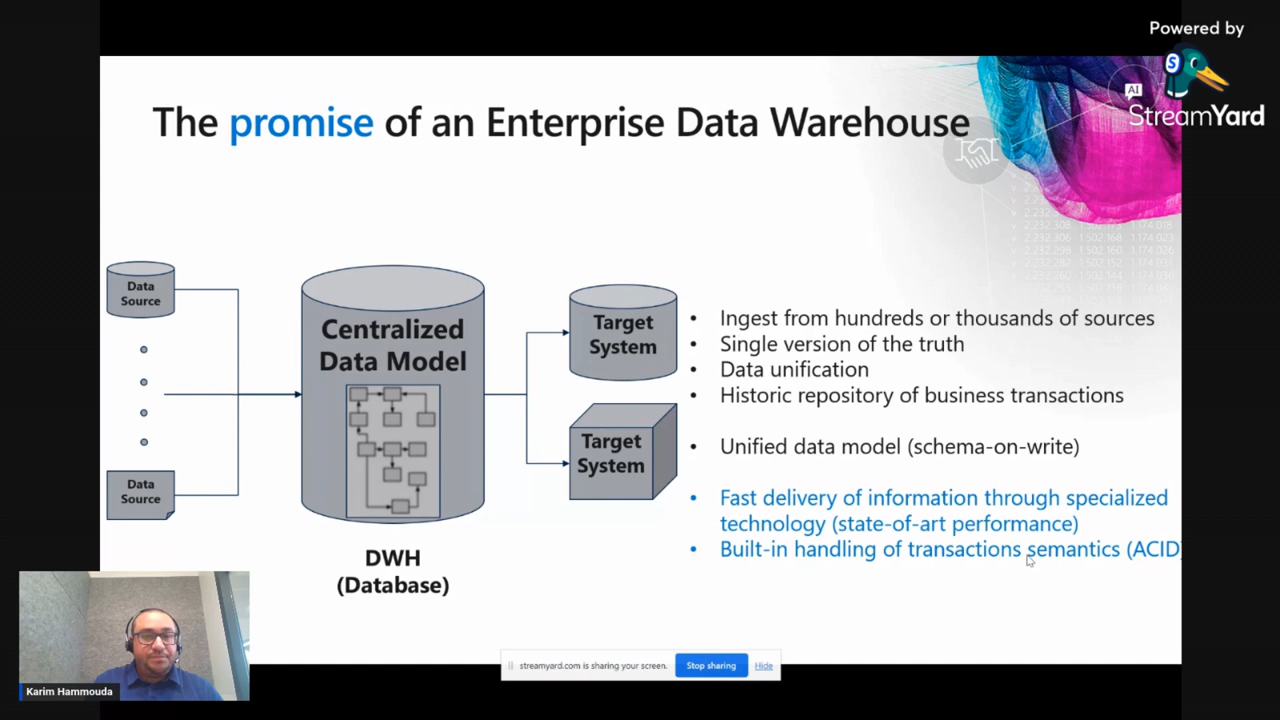 Powered by
AI
StreamYard
The promise of an Enterprise Data Warehouse
Data
Source
Data
Source
Centralized
Data Model
DWH
(Database)
Target
System
Target
System
• Ingest from hundreds or thousands of sources
• Single version of the truth
• Data unification
• Historic repository of business transactions
• Unified data model (schema-on-write)
• Fast delivery of information through specialized
technology (state-of-art performance)
• Built-in handling of transactions semantics (ACID
streamyard.com is sharing your screen.
Stop sharing
Hide
Karim Hammouda